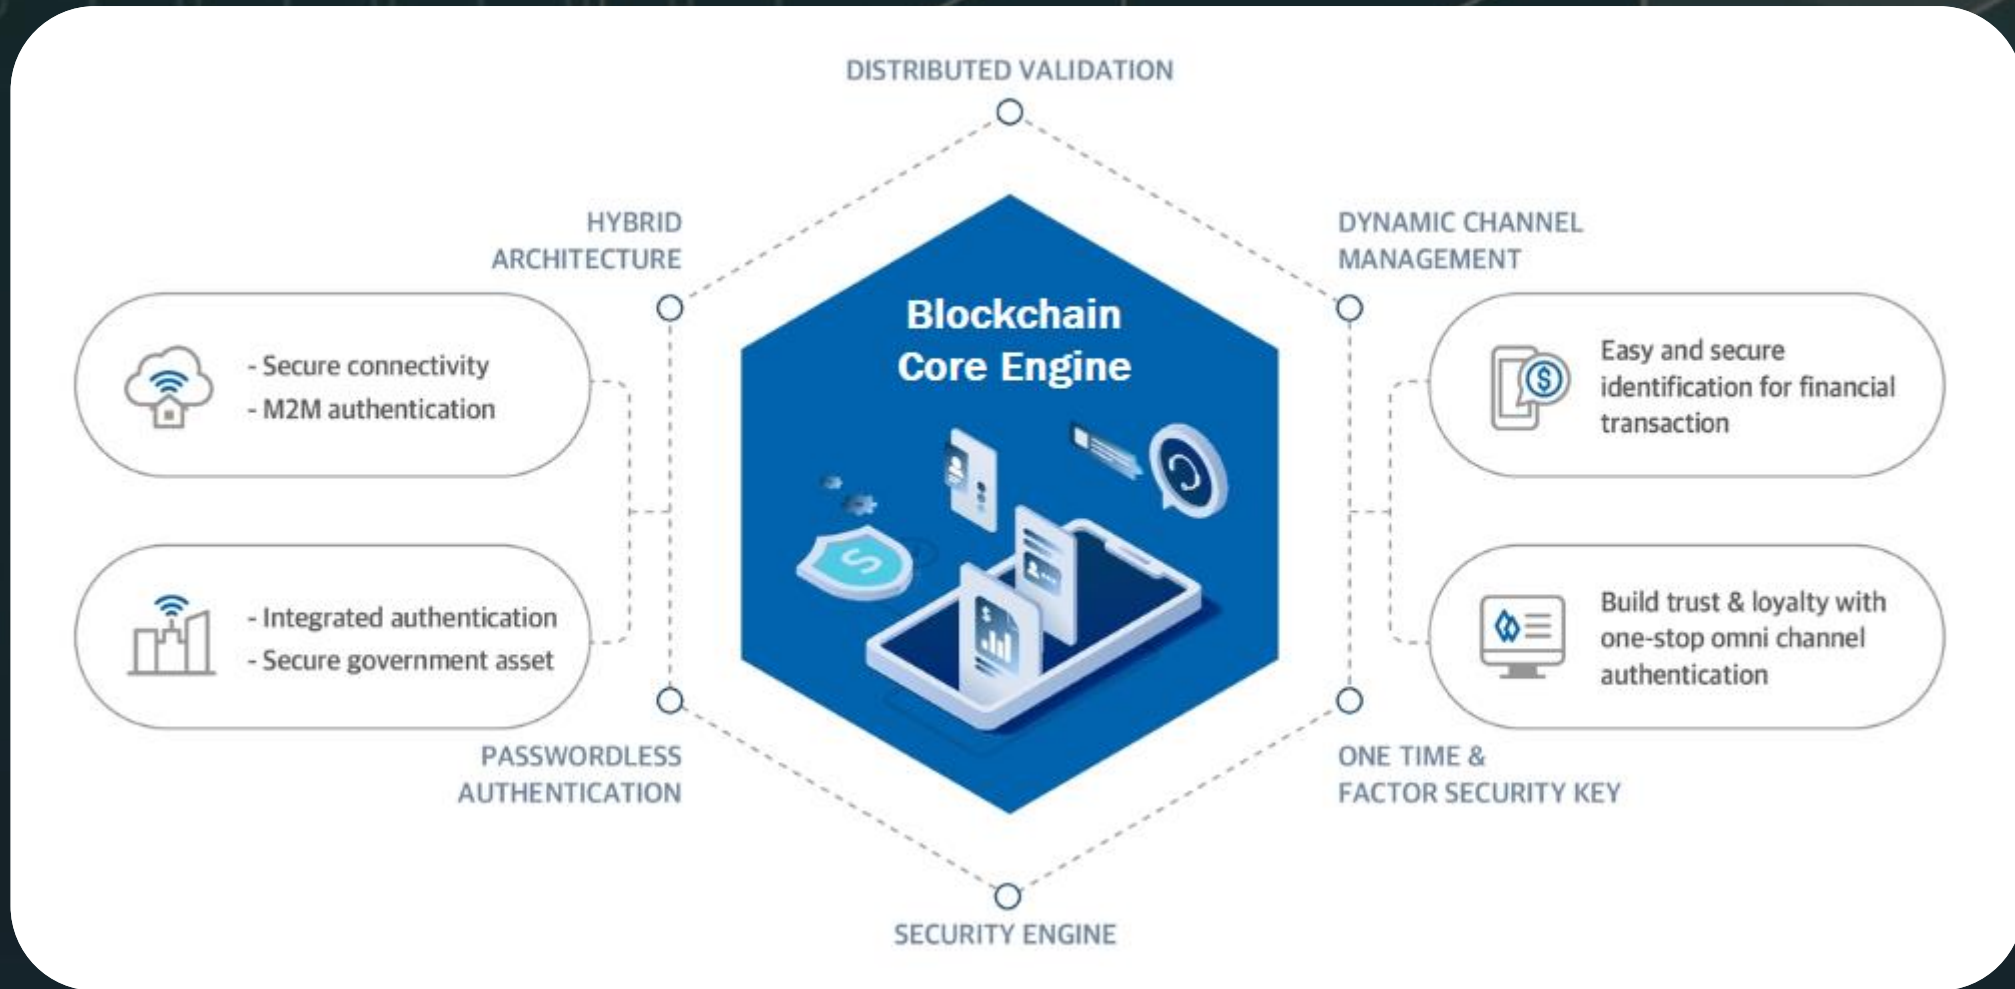 DISTRIBUTED VALIDATION
HYBRID
ARCHITECTURE
DYNAMIC CHANNEL
MANAGEMENT
Blockchain
Core Engine
- Secure connectivity
- M2M authentication
Easy and secure
identification for financial
transaction
- Integrated authentication
- Secure government asset
Build trust & loyalty with
one-stop omni channel
authentication
PASSWORDLESS
AUTHENTICATION
ONE TIME &
FACTOR SECURITY KEY
SECURITY ENGINE